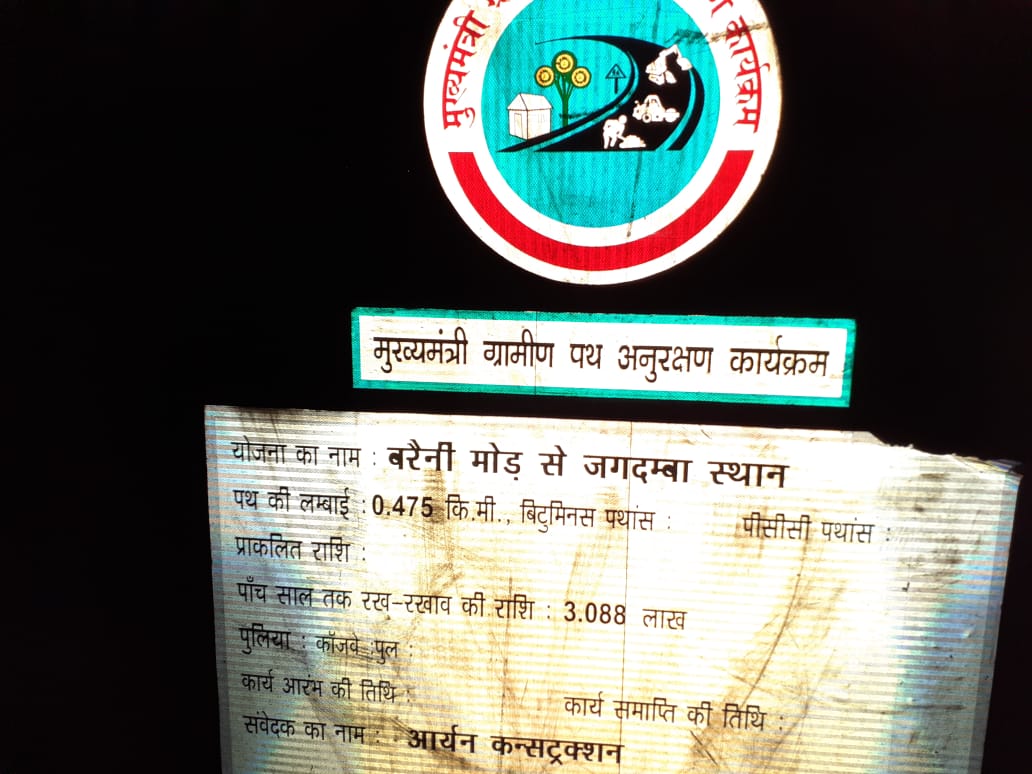 मुख्यमंत्री
कार्यक्रम
मुख्यमंत्री ग्रामीण पथ अनुरक्षण कार्यक्रम
योजना का नाम : बरैनी मोड़ से जगदम्बा स्थान
पथ की लम्बाई : 0.475 कि.मी., बिटुमिनस पथांस : पीसीसी पथांस :
प्राकलित राशि :
पाँच साल तक रख-रखाव की राशि : 3.088 लाख
पुलिया : कॉजवे पुल :
कार्य आरंभ की तिथि : कार्य समाप्ति की तिथि :
संवेदक का नाम : आर्यन कन्सट्रक्शन